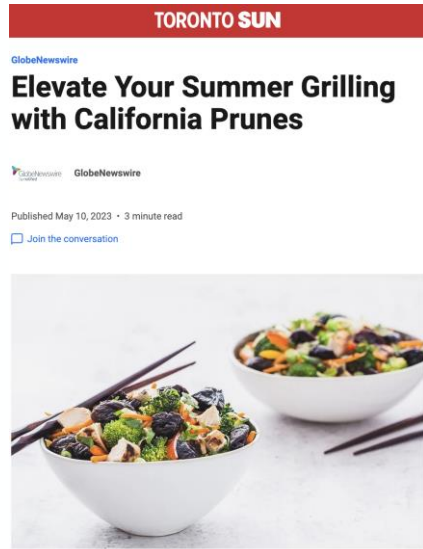 TORONTO SUN
GlobeNewswire
Elevate Your Summer Grilling
with California Prunes
GlobeNewswire
GlobeNewswire
Published May 10, 2023 • 3 minute read
Join the conversation